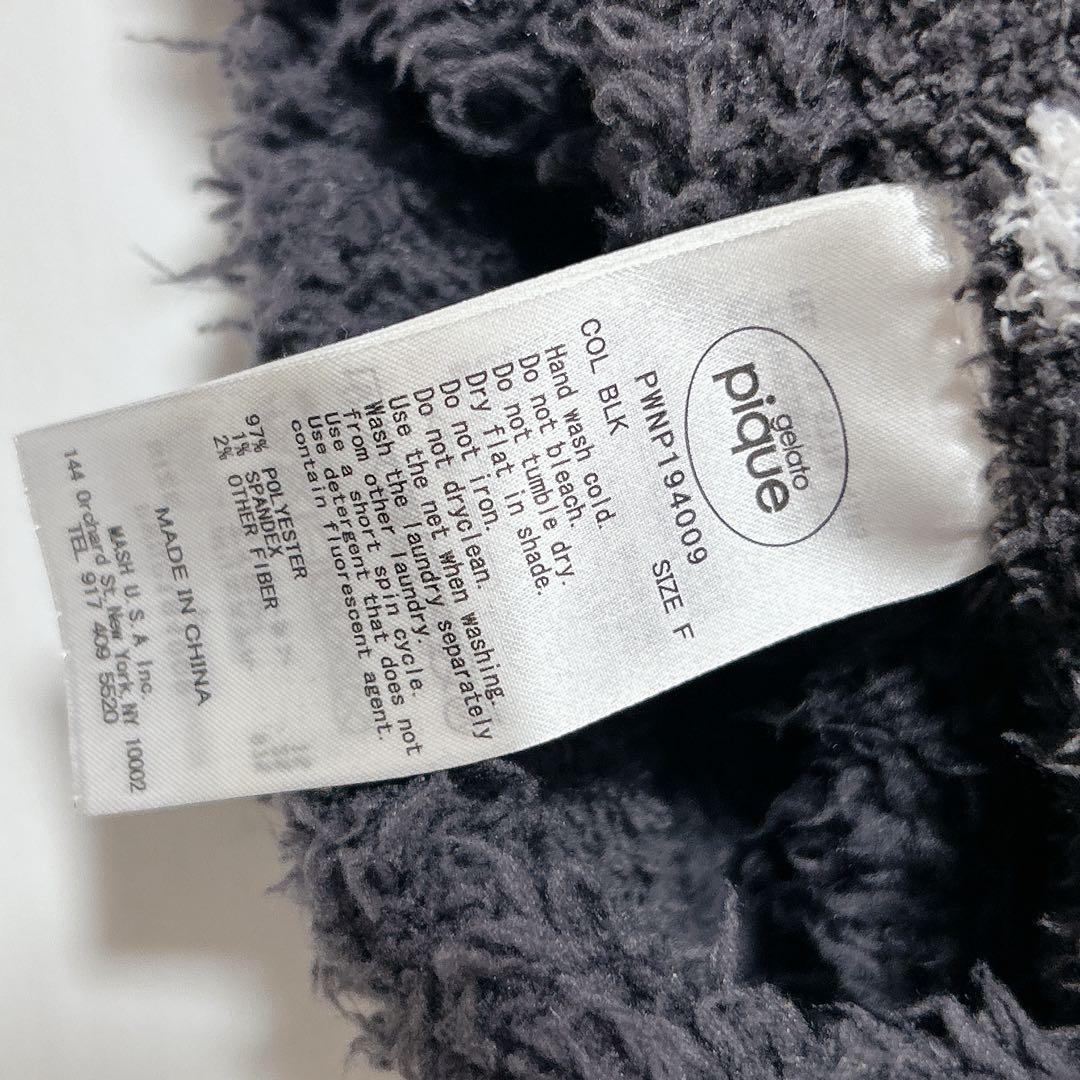 gelato
pique
PWNP194009 SIZE F
COL BLK
Hand wash cold.
Do not bleach.
Do not tumble dry.
Dry flat in shade.
Do not iron.
Do not dryclean.
Use the net when washing.
Wash the laundry separately
from other laundry.
Use a short spin cycle.
Use detergent that does not
contain fluorescent agent.
97% POLYESTER
1% SPANDEX
2% OTHER FIBER
MADE IN CHINA
MASH U S A Inc.
144 Orchard St, New York, NY 10002
TEL 917 409 5520